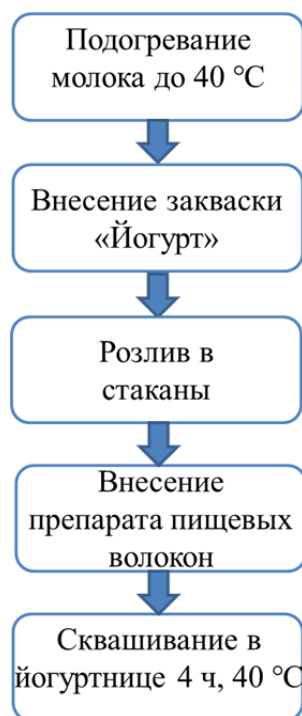 Подогревание
молока до 40 °C
Внесение закваски
«Йогурт»
Розлив в
стаканы
Внесение
препарата пищевых
волокон
Сквашивание в
йогуртнице 4 ч, 40 °C